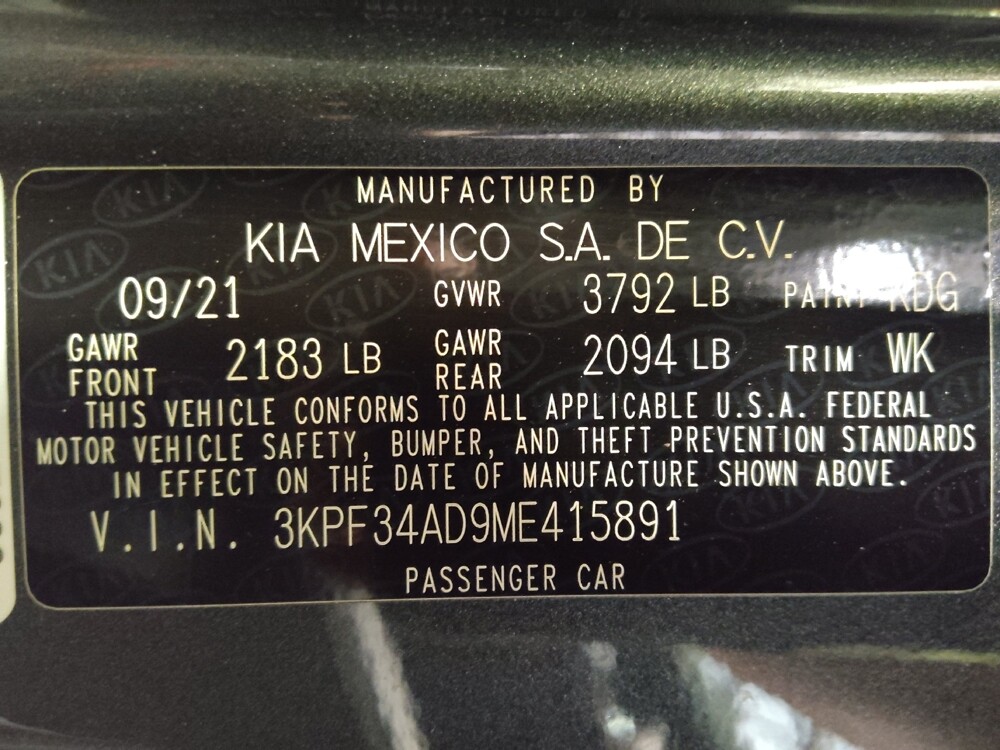 MANUFACTURED BY
KIA MEXICO S.A. DE C.V.
09/21 GVWR 3792 LB PAINT KDG
GAWR FRONT 2183 LB GAWR REAR 2094 LB TRIM WK
THIS VEHICLE CONFORMS TO ALL APPLICABLE U.S.A. FEDERAL
MOTOR VEHICLE SAFETY, BUMPER, AND THEFT PREVENTION STANDARDS
IN EFFECT ON THE DATE OF MANUFACTURE SHOWN ABOVE.
V.I.N. 3KPF34AD9ME415891
PASSENGER CAR